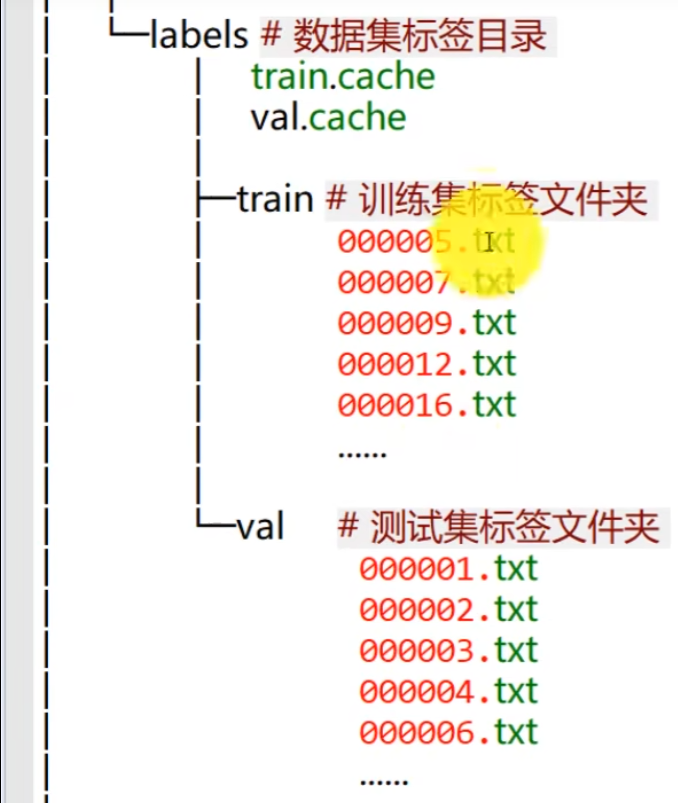 └─labels # 数据集标签目录
train.cache
val.cache
├─train # 训练集标签文件夹
000005.txt
000007.txt
000009.txt
000012.txt
000016.txt
......
└─val # 测试集标签文件夹
000001.txt
000002.txt
000003.txt
000004.txt
000006.txt
......